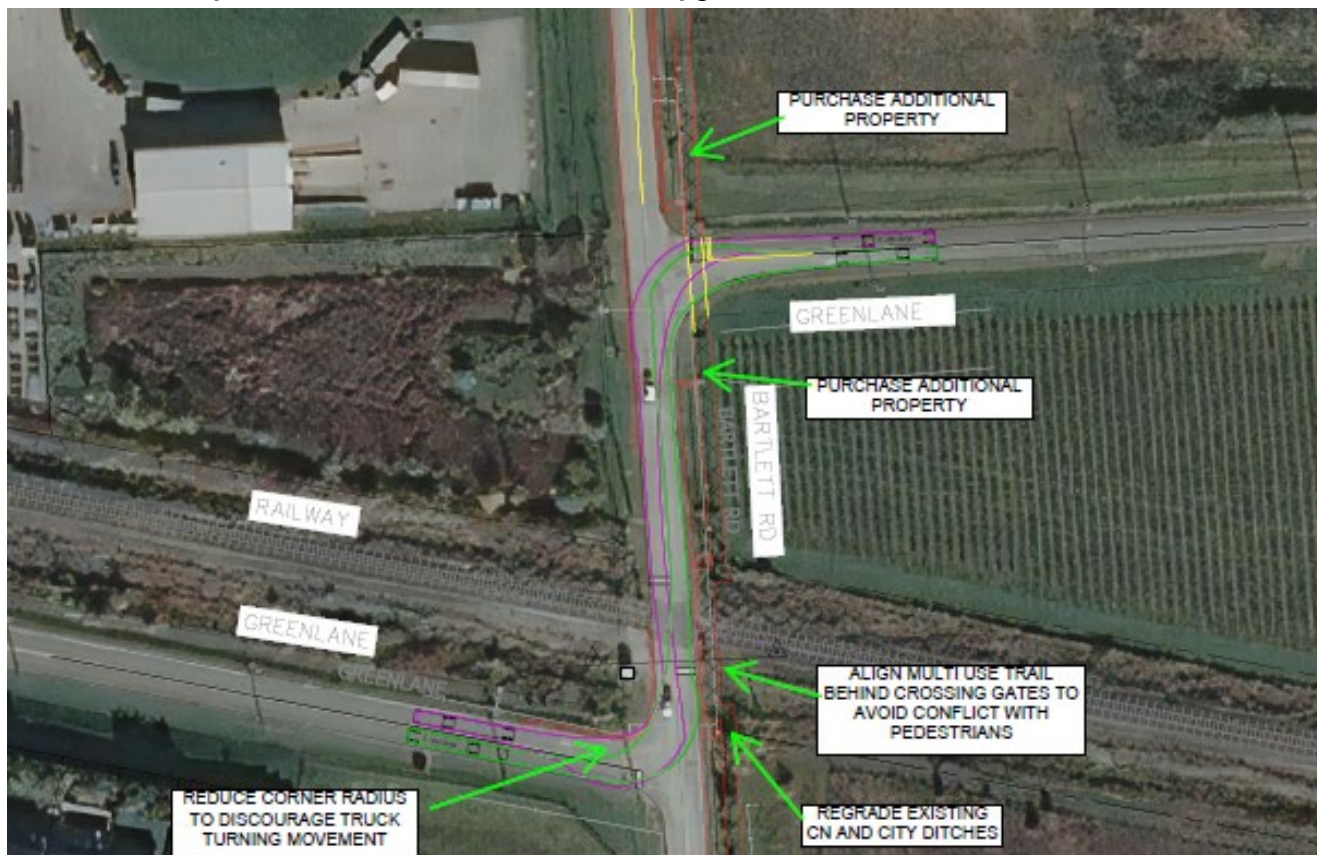 PURCHASE ADDITIONAL
PROPERTY
GREENLANE
PURCHASE ADDITIONAL
PROPERTY
BARTLETT RD
BARTLETT RD
RAILWAY
GREENLANE
GREENLANE
ALIGN MULTI USE TRAIL
BEHIND CROSSING GATES TO
AVOID CONFLICT WITH
PEDESTRIANS
REDUCE CORNER RADIUS
TO DISCOURAGE TRUCK
TURNING MOVEMENT
REGRADE EXISTING
CN AND CITY DITCHES